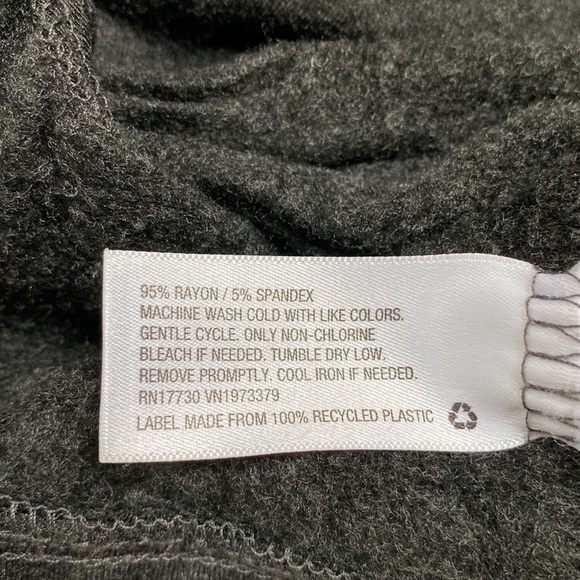 95% RAYON / 5% SPANDEX
MACHINE WASH COLD WITH LIKE COLORS.
GENTLE CYCLE. ONLY NON-CHLORINE
BLEACH IF NEEDED. TUMBLE DRY LOW.
REMOVE PROMPTLY. COOL IRON IF NEEDED.
RN17730 VN1973379
LABEL MADE FROM 100% RECYCLED PLASTIC